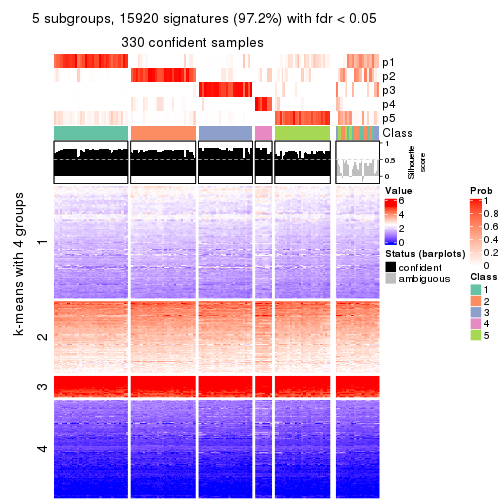 5 subgroups, 15920 signatures (97.2%) with fdr < 0.05
330 confident samples
p1
p2
p3
p4
p5
Class
1
0.5
0
Silhouette
score
k-means with 4 groups
1
2
3
4
Value
6
4
2
0
Status (barplots)
confident
ambiguous
Prob
1
0.8
0.6
0.4
0.2
0
Class
1
2
3
4
5